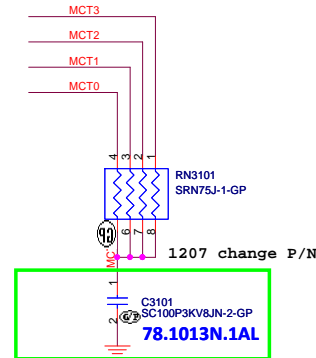 MCT3
MCT2
MCT1
MCT0
4 3 2 1
RN3101
SRN75J-1-GP
6 7 8
1207 change P/N
1
C3101
SC100P3KV8JN-2-GP
2
78.1013N.1AL